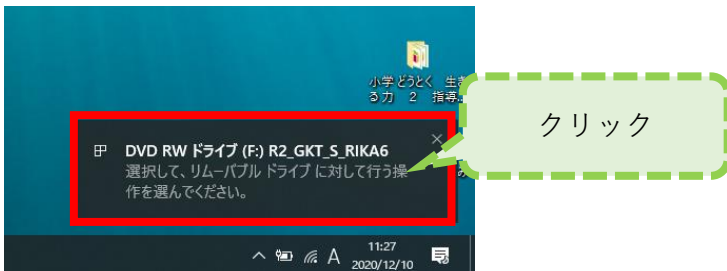 小学どうとく 生き
る力 2 指導…
DVD RW ドライブ (F:) R2_GKT_S_RIKA6
選択して、リムーバブル ドライブ に対して行う操
作を選んでください。
クリック
A
11:27
2020/12/10